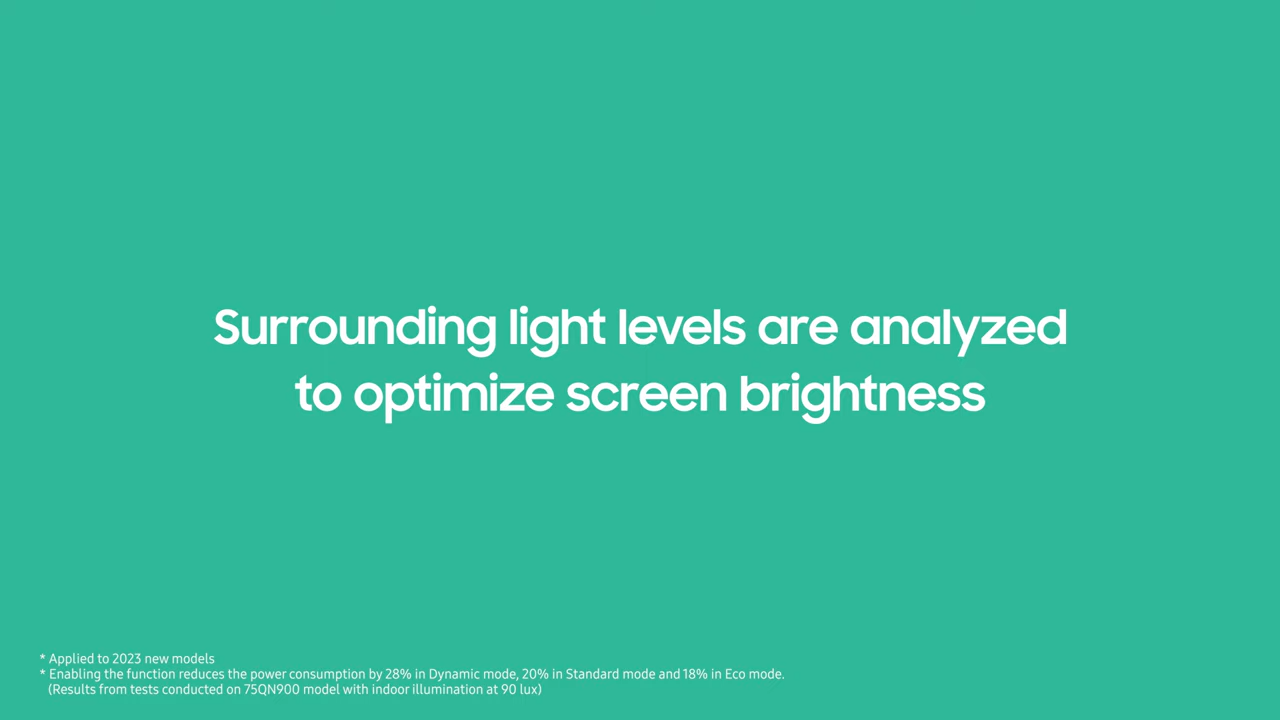 Surrounding light levels are analyzed
to optimize screen brightness
* Applied to 2023 new models
* Enabling the function reduces the power consumption by 28% in Dynamic mode, 20% in Standard mode and 18% in Eco mode.
(Results from tests conducted on 75QN900 model with indoor illumination at 90 lux)